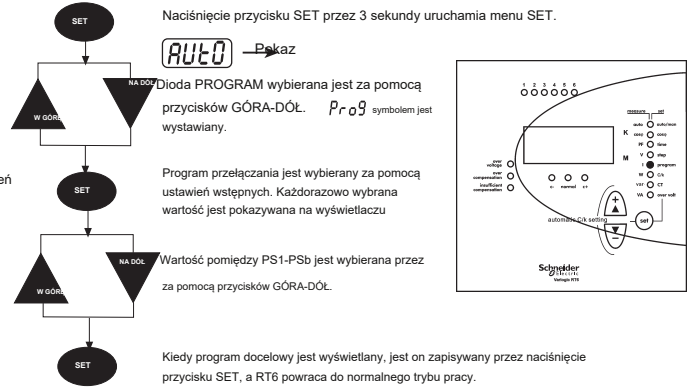 SET
Naciśnięcie przycisku SET przez 3 sekundy uruchamia menu SET.
AUtO
Pokaz
W GÓRĘ
NA DÓŁ
Dioda PROGRAM wybierana jest za pomocą
przycisków GÓRA-DÓŁ. Prog symbolem jest
wystawiany.
eń
SET
Program przełączania jest wybierany za pomocą
ustawień wstępnych. Każdorazowo wybrana
wartość jest pokazywana na wyświetlaczu
W GÓRĘ
NA DÓŁ
Wartość pomiędzy PS1-PSb jest wybierana przez
za pomocą przycisków GÓRA-DÓŁ.
SET
Kiedy program docelowy jest wyświetlany, jest on zapisywany przez naciśnięcie
przycisku SET, a RT6 powraca do normalnego trybu pracy.
1 2 3 4 5 6
measure set
auto auto/man
K cosφ cosφ
PF time
M V step
I program
W C/k
var CT
VA over volt
over
voltage
over
compensation
insufficient
compensation
c- normal c+
+
automatic C/k setting
set
−
Schneider
Electric
Varlogic RT6